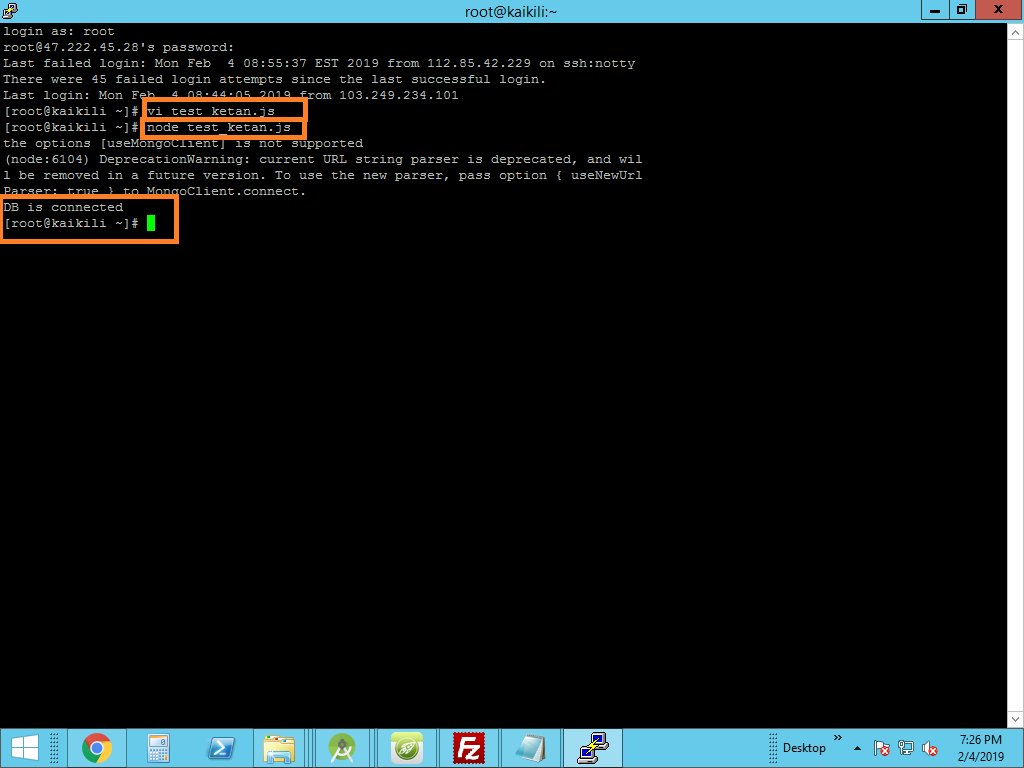 root@kaikili:~
login as: root
root@47.222.45.28's password:
Last failed login: Mon Feb  4 08:55:37 EST 2019 from 112.85.42.229 on ssh:notty
There were 45 failed login attempts since the last successful login.
Last login: Mon Feb  4 08:44:05 2019 from 103.249.234.101
[root@kaikili ~]# vi test_ketan.js
[root@kaikili ~]# node test_ketan.js
the options [useMongoClient] is not supported
(node:6104) DeprecationWarning: current URL string parser is deprecated, and wil
l be removed in a future version. To use the new parser, pass option { useNewUrl
Parser: true } to MongoClient.connect.
DB is connected
[root@kaikili ~]#
Desktop
7:26 PM
2/4/2019